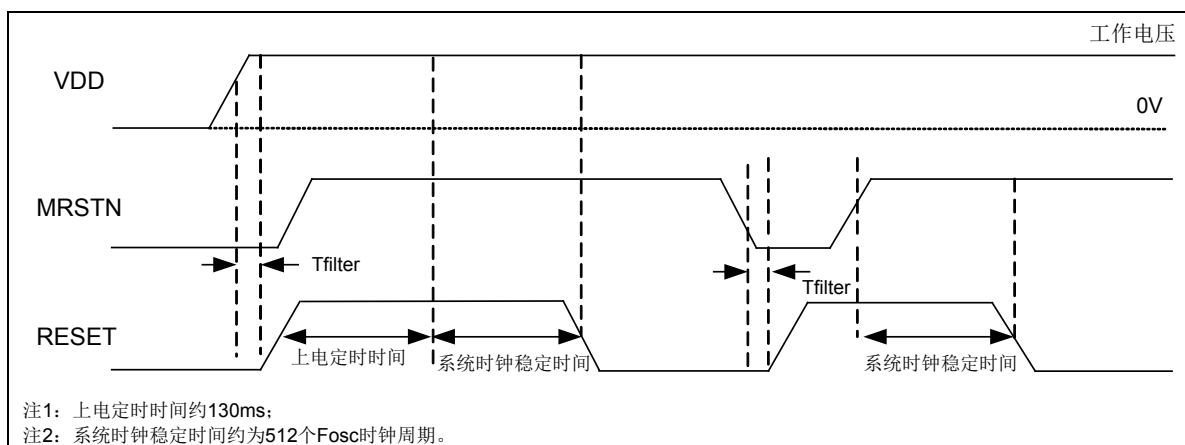 工作电压
VDD
0V
MRSTN
Tfilter
Tfilter
RESET
上电定时时间
系统时钟稳定时间
系统时钟稳定时间
注1：上电定时时间约130ms；
注2：系统时钟稳定时间约为512个Fosc时钟周期。